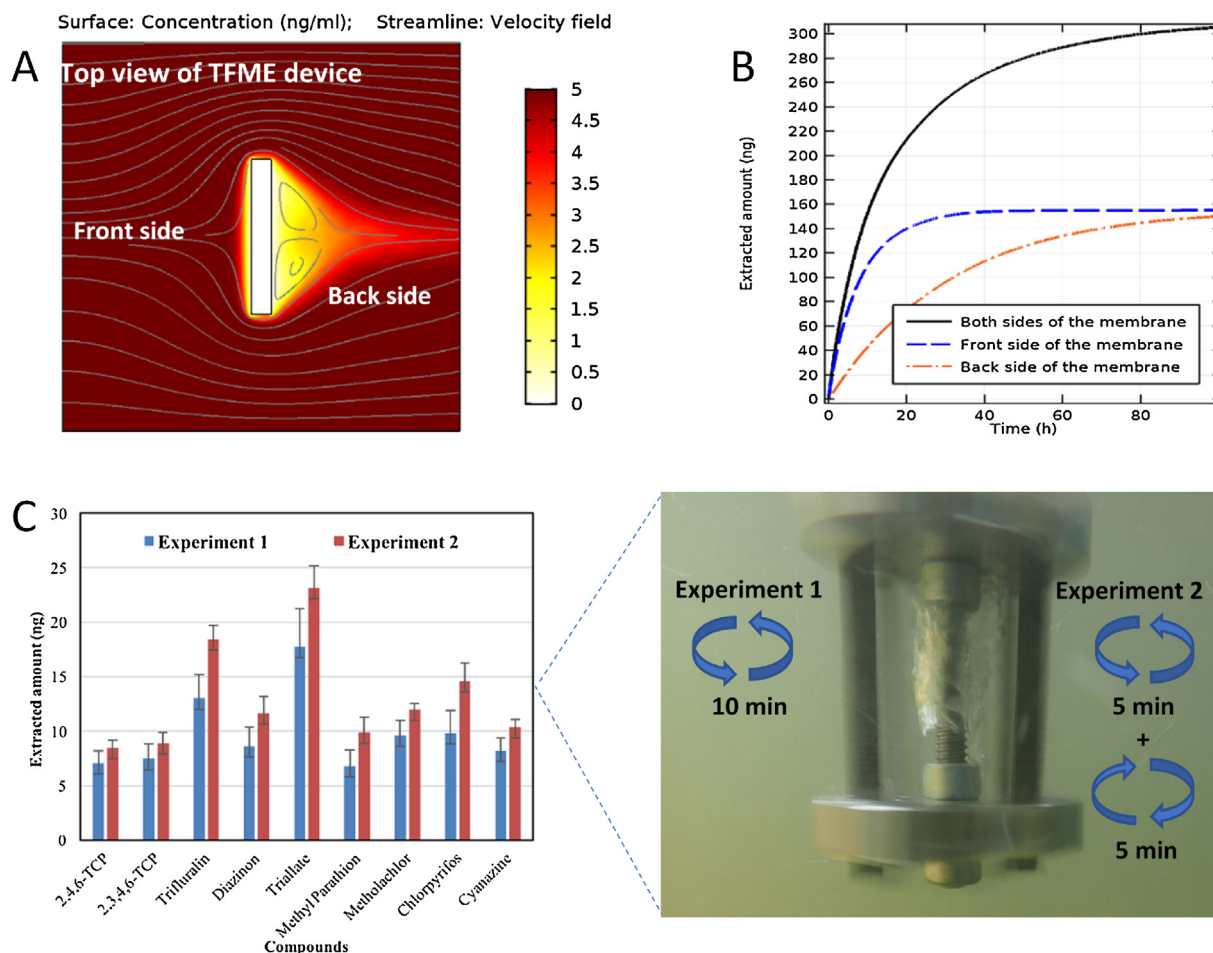 Surface: Concentration (ng/ml); Streamline: Velocity field
A
Top view of TFME device
Front side
Back side
5
4.5
4
3.5
3
2.5
2
1.5
1
0.5
0
B
Extracted amount (ng)
300
280
260
240
220
200
180
160
140
120
100
80
60
40
20
0
Both sides of the membrane
Front side of the membrane
Back side of the membrane
0 20 40 60 80
Time (h)
C
Extracted amount (ng)
30
25
20
15
10
5
0
Experiment 1 Experiment 2
2,4,6-TCP
2,3,4,6-TCP
Trifluralin
Diazinon
Triallate
Methyl Parathion
Metholachlor
Chlorpyrifos
Cyanazine
Compounds
Experiment 1
10 min
Experiment 2
5 min
+
5 min